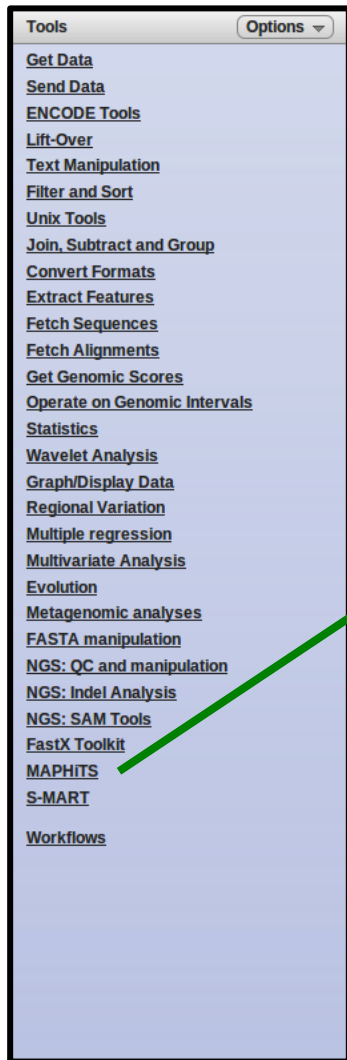 Tools Options
Get Data
Send Data
ENCODE Tools
Lift-Over
Text Manipulation
Filter and Sort
Unix Tools
Join, Subtract and Group
Convert Formats
Extract Features
Fetch Sequences
Fetch Alignments
Get Genomic Scores
Operate on Genomic Intervals
Statistics
Wavelet Analysis
Graph/Display Data
Regional Variation
Multiple regression
Multivariate Analysis
Evolution
Metagenomic analyses
FASTA manipulation
NGS: QC and manipulation
NGS: Indel Analysis
NGS: SAM Tools
FastX Toolkit
MAPHiTS
S-MART
Workflows